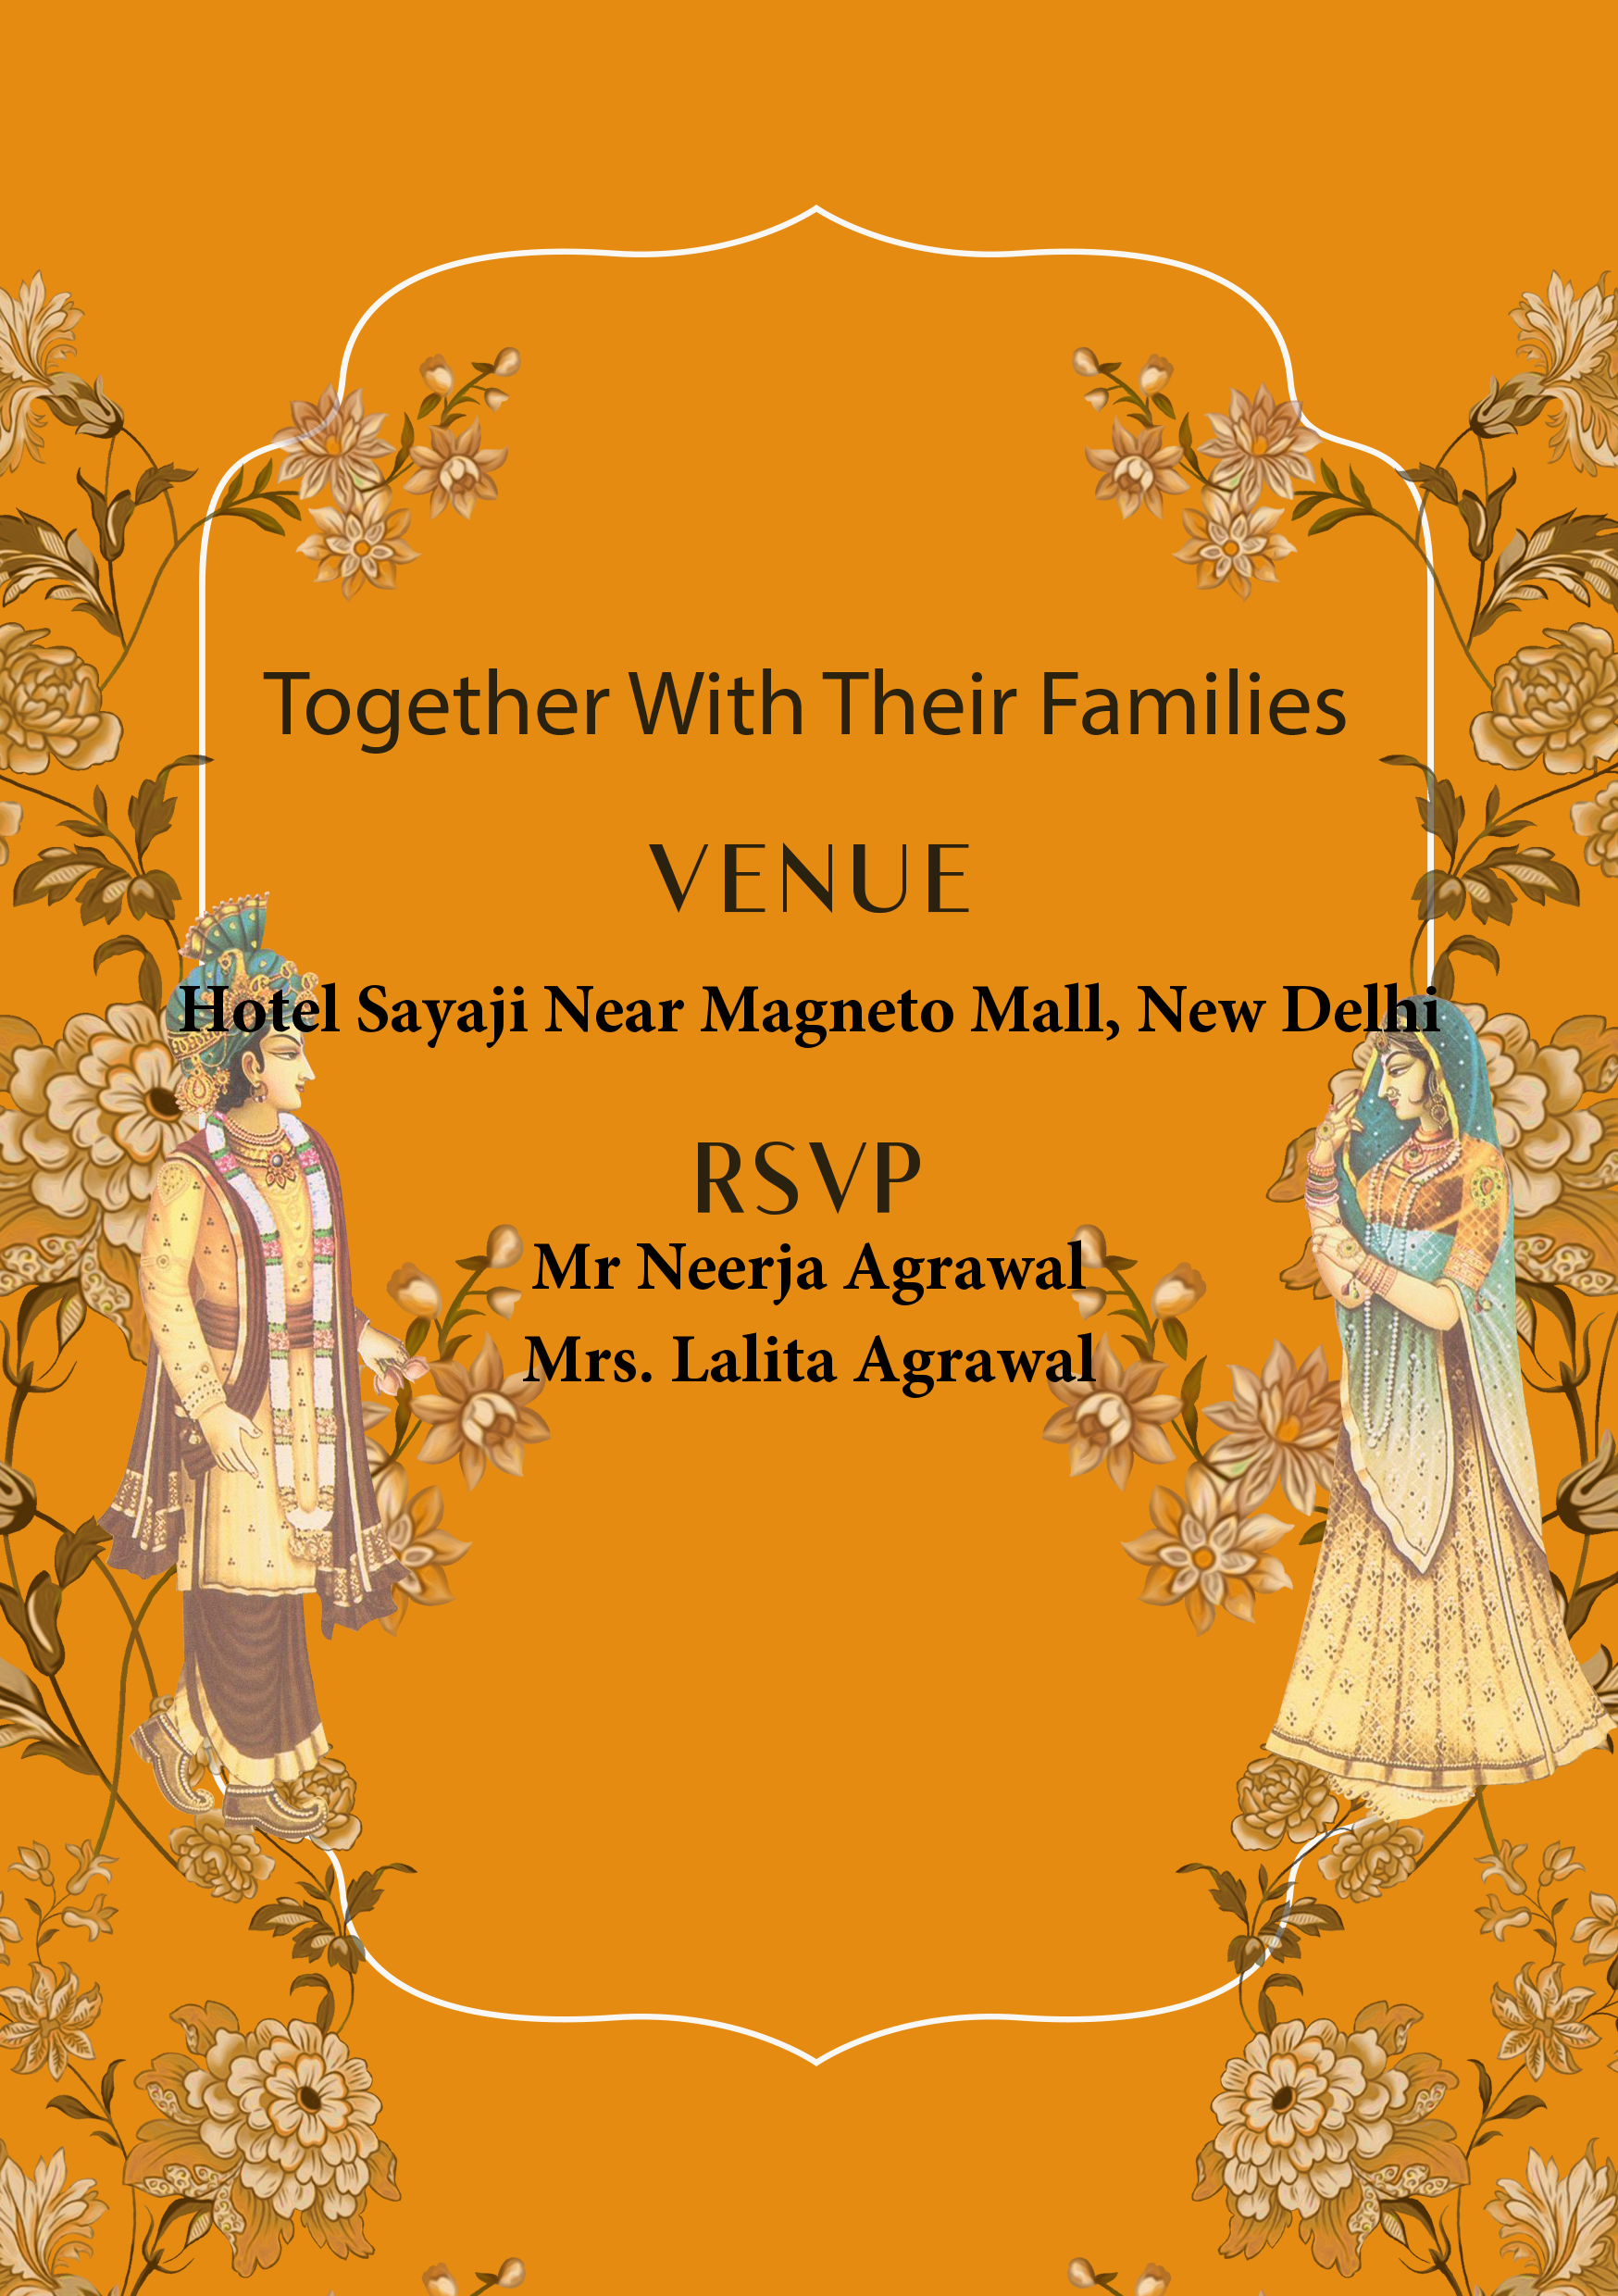 Together With Their Families
VENUE
Hotel Sayaji Near Magneto Mall, New Delhi
RSVP
Mr Neerja Agrawal
Mrs. Lalita Agrawal